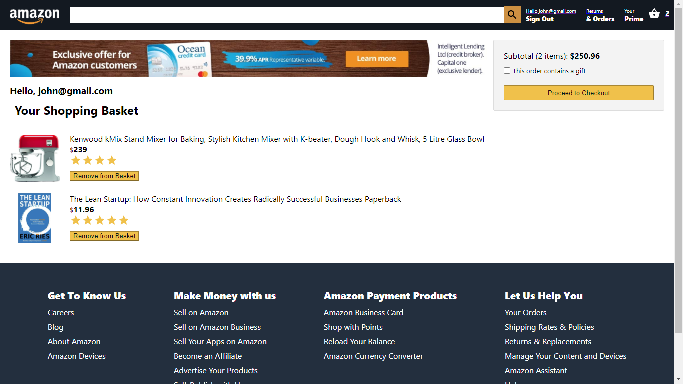 amazon
Hello, john@gmail.com
Sign Out
Returns
& Orders
Your
Prime
2
Exclusive offer for
Amazon customers
Ocean
credit card
39.9% APR Representative variable.
Learn more
Intelligent Lending
Ltd (credit broker).
Capital one
(exclusive lender).
Subtotal (2 items): $250.96
This order contains a gift
Proceed to Checkout
Hello, john@gmail.com
Your Shopping Basket
Kenwood kMix Stand Mixer for Baking, Stylish Kitchen Mixer with K-beater, Dough Hook and Whisk, 5 Litre Glass Bowl
$239
Remove from Basket
THE LEAN
STARTUP
ERIC RIES
The Lean Startup: How Constant Innovation Creates Radically Successful Businesses Paperback
$11.96
Remove from Basket
Get To Know Us
Careers
Blog
About Amazon
Amazon Devices
Make Money with us
Sell on Amazon
Sell on Amazon Business
Sell Your Apps on Amazon
Become an Affiliate
Advertise Your Products
Amazon Payment Products
Amazon Business Card
Shop with Points
Reload Your Balance
Amazon Currency Converter
Let Us Help You
Your Orders
Shipping Rates & Policies
Returns & Replacements
Manage Your Content and Devices
Amazon Assistant